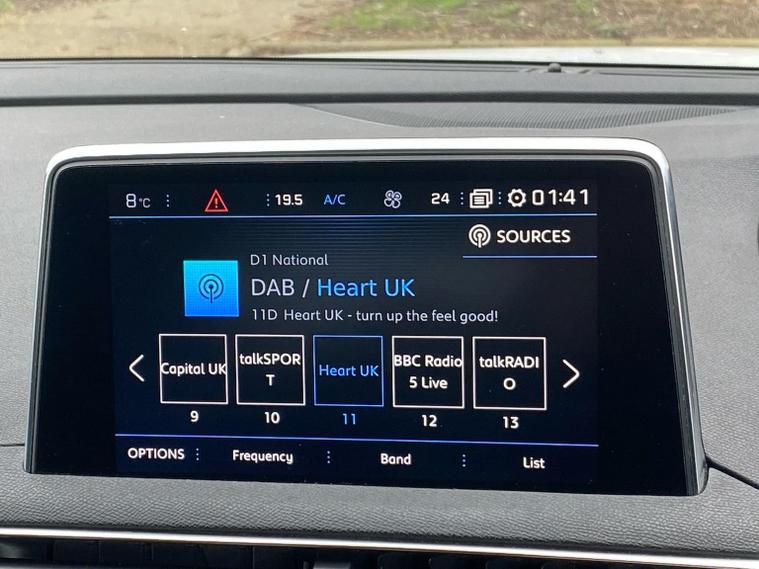 8°C 19.5 A/C 24 01:41
SOURCES
D1 National
DAB / Heart UK
11D Heart UK - turn up the feel good!
Capital UK
talkSPOR
T
Heart UK
BBC Radio
5 Live
talkRADI
O
9 10 11 12 13
OPTIONS Frequency Band List